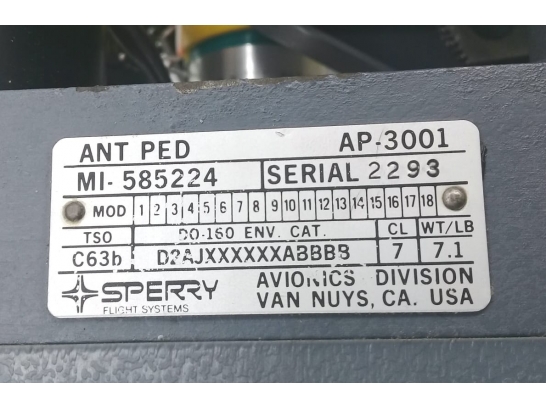 ANT PED AP-3001
MI- 585224 SERIAL 2293
MOD 1 2 3 4 5 6 7 8 9 10 11 12 13 14 15 16 17 18
TSO DO-160 ENV. CAT. CL WT/LB
C63b D2AJXXXXXXABBBB 7 7.1
SPERRY AVIONICS DIVISION
FLIGHT SYSTEMS VAN NUYS, CA. USA